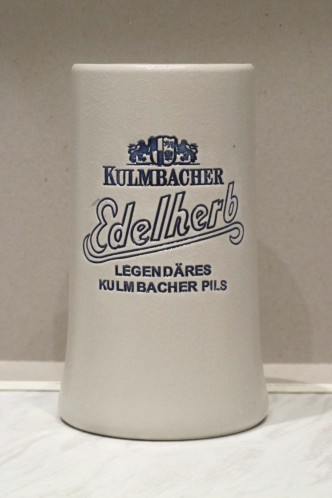 KULMBACHER
Edelherb
LEGENDÄRES
KULMBACHER PILS